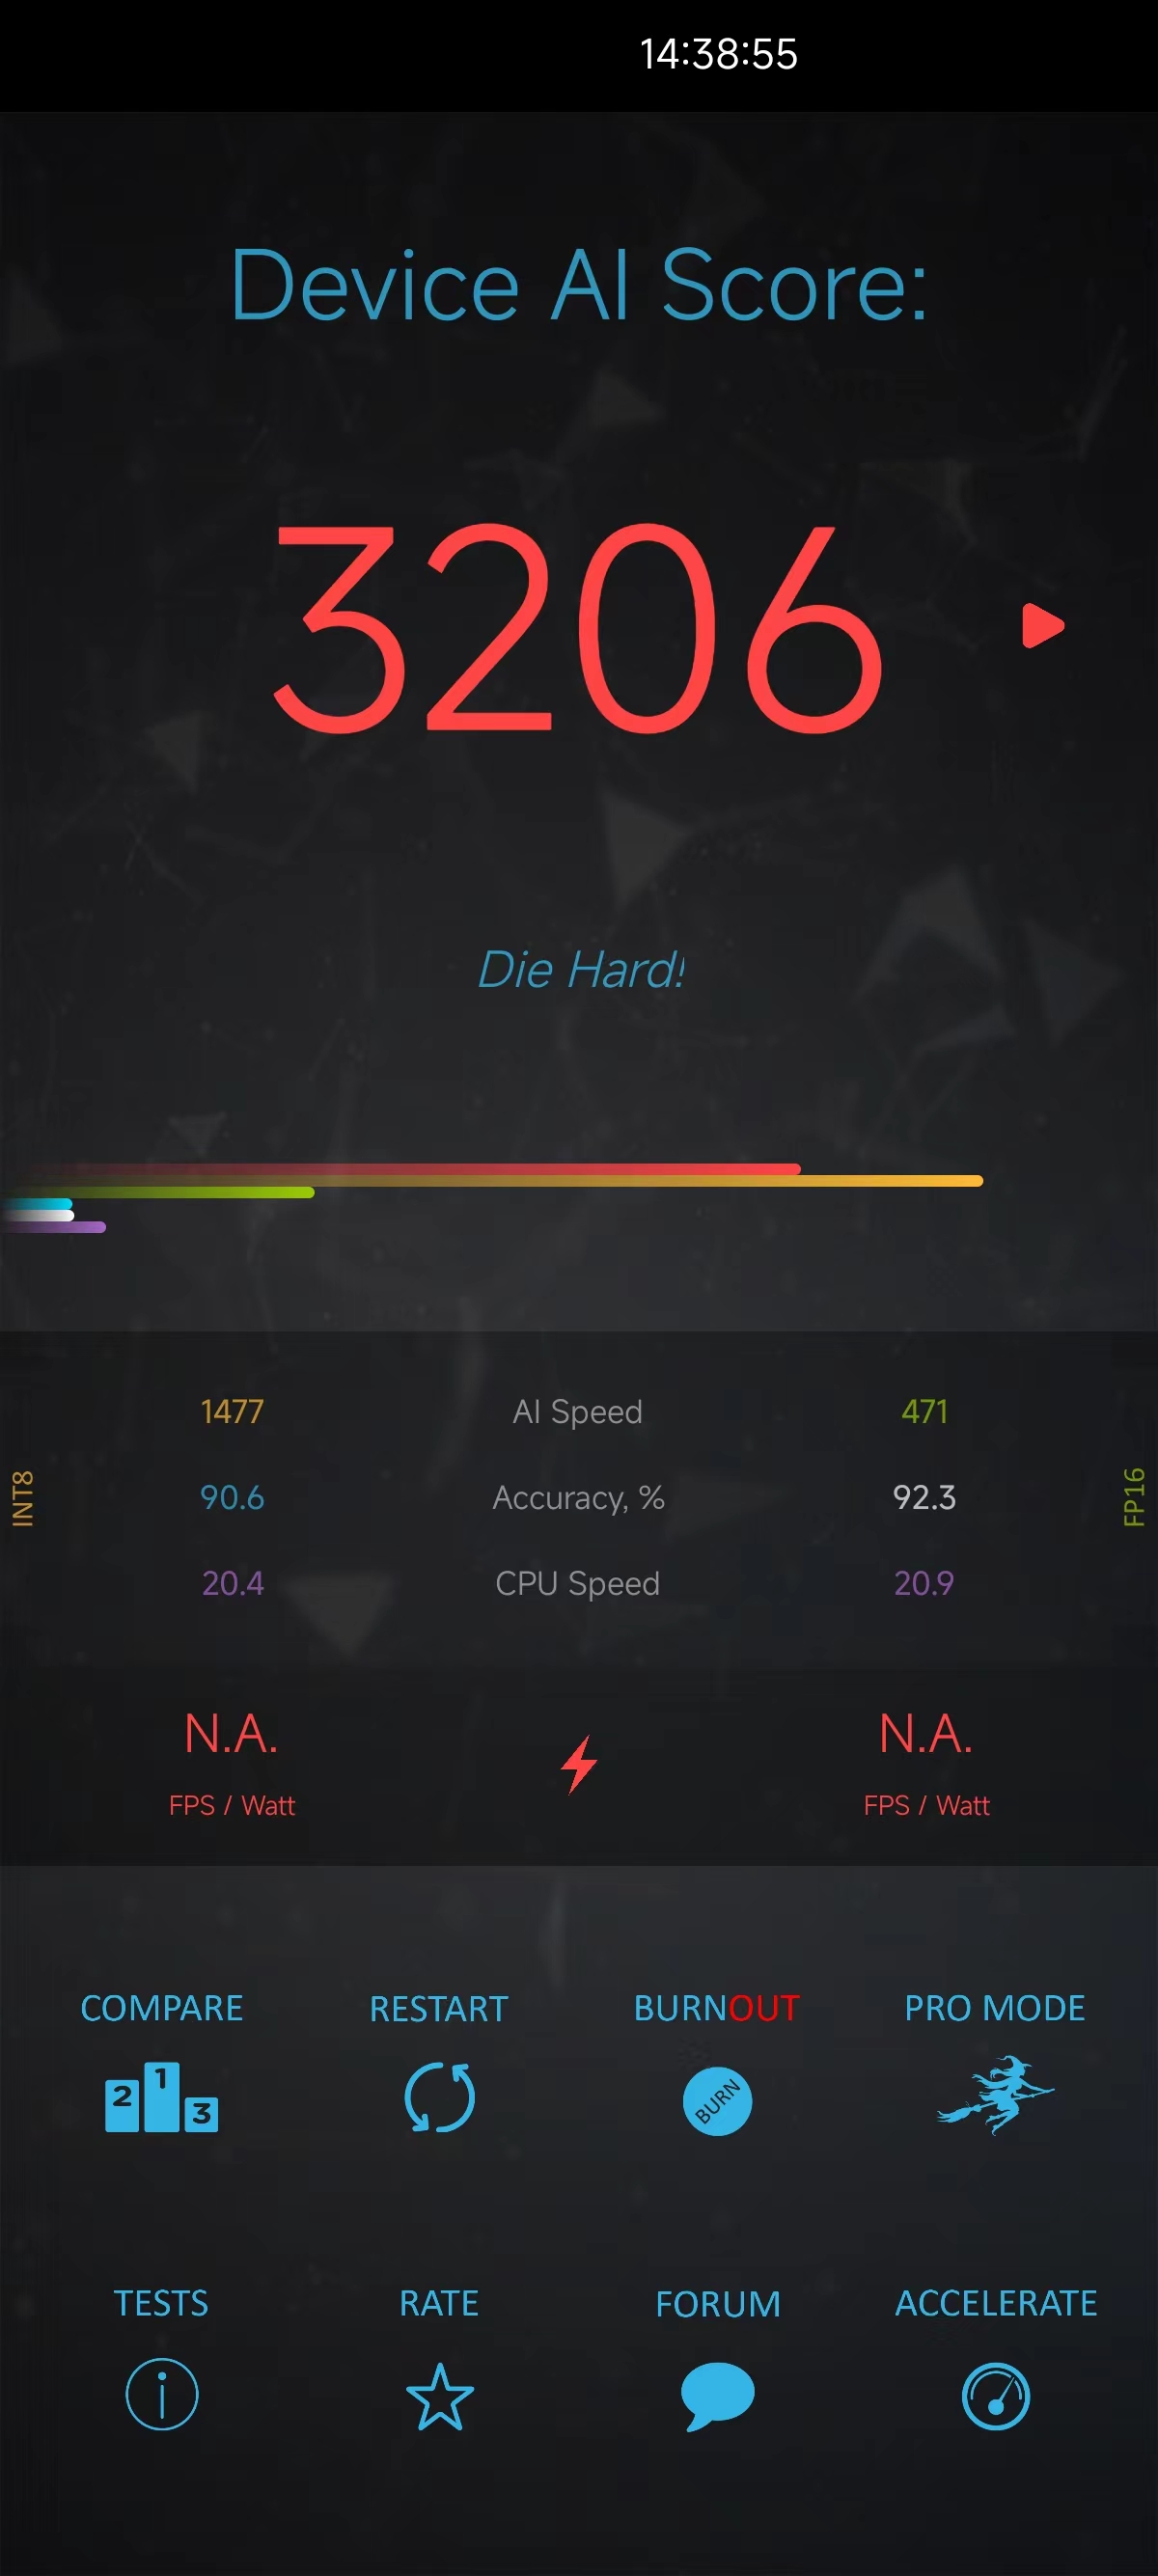 14:38:55
Device AI Score:
3206
Die Hard!
1477 AI Speed 471
INT8 90.6 Accuracy, % 92.3 FP16
20.4 CPU Speed 20.9
N.A. N.A.
FPS / Watt FPS / Watt
COMPARE RESTART BURNOUT PRO MODE
2 1 3 BURN
TESTS RATE FORUM ACCELERATE